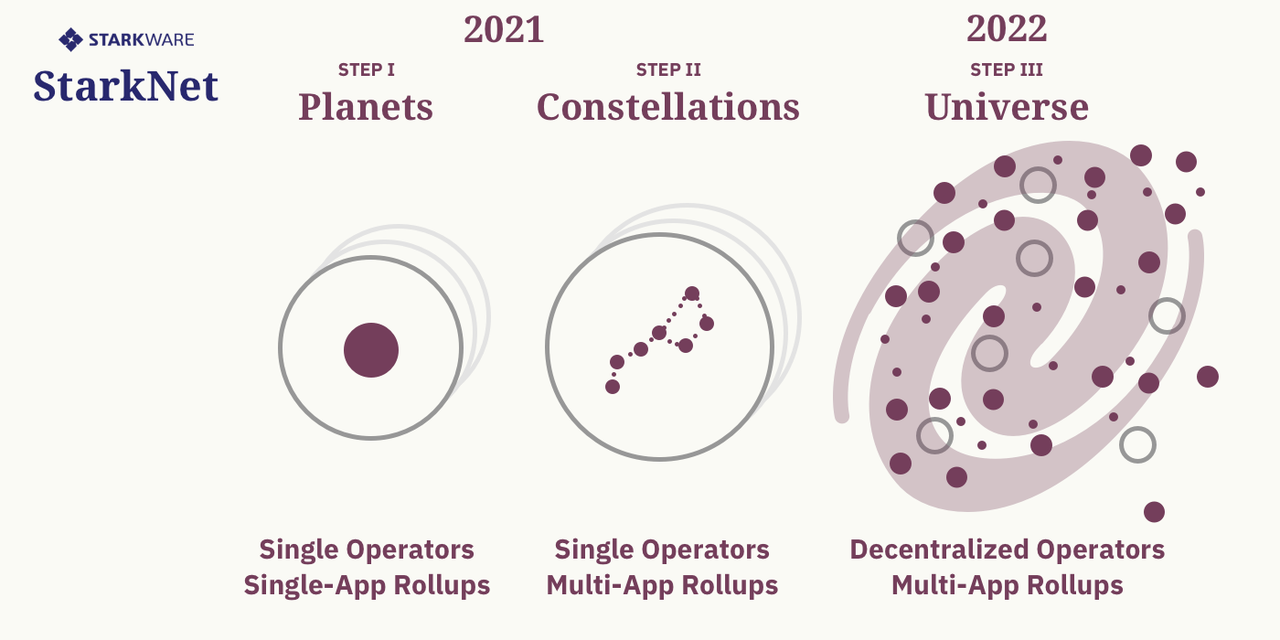 STARKWARE
StarkNet
2021
2022
STEP I
STEP II
STEP III
Planets
Constellations
Universe
Single Operators
Single-App Rollups
Single Operators
Multi-App Rollups
Decentralized Operators
Multi-App Rollups